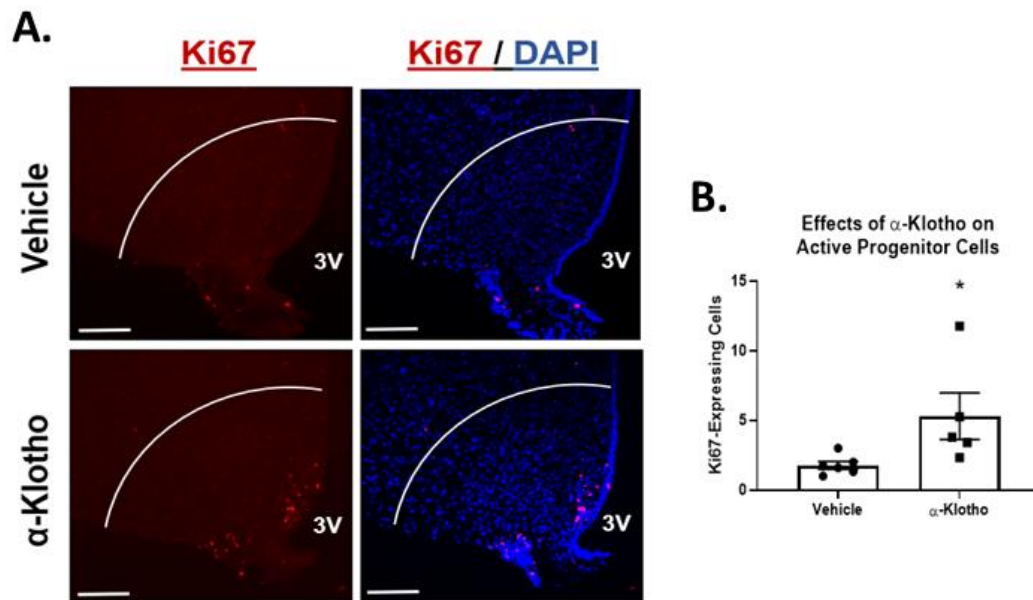 A.
Ki67
Ki67 / DAPI
Vehicle
3V
3V
α-Klotho
3V
3V
B.
Effects of α-Klotho on
Active Progenitor Cells
Ki67-Expressing Cells
15
10
5
0
*
Vehicle
α-Klotho